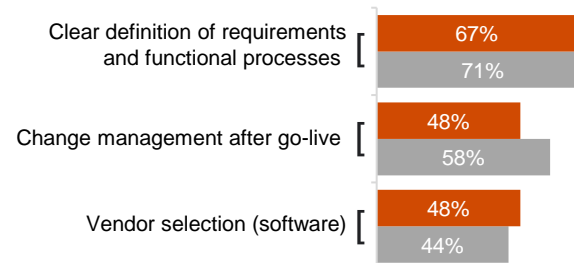 Clear definition of requirements
and functional processes
67%
71%
Change management after go-live
48%
58%
Vendor selection (software)
48%
44%